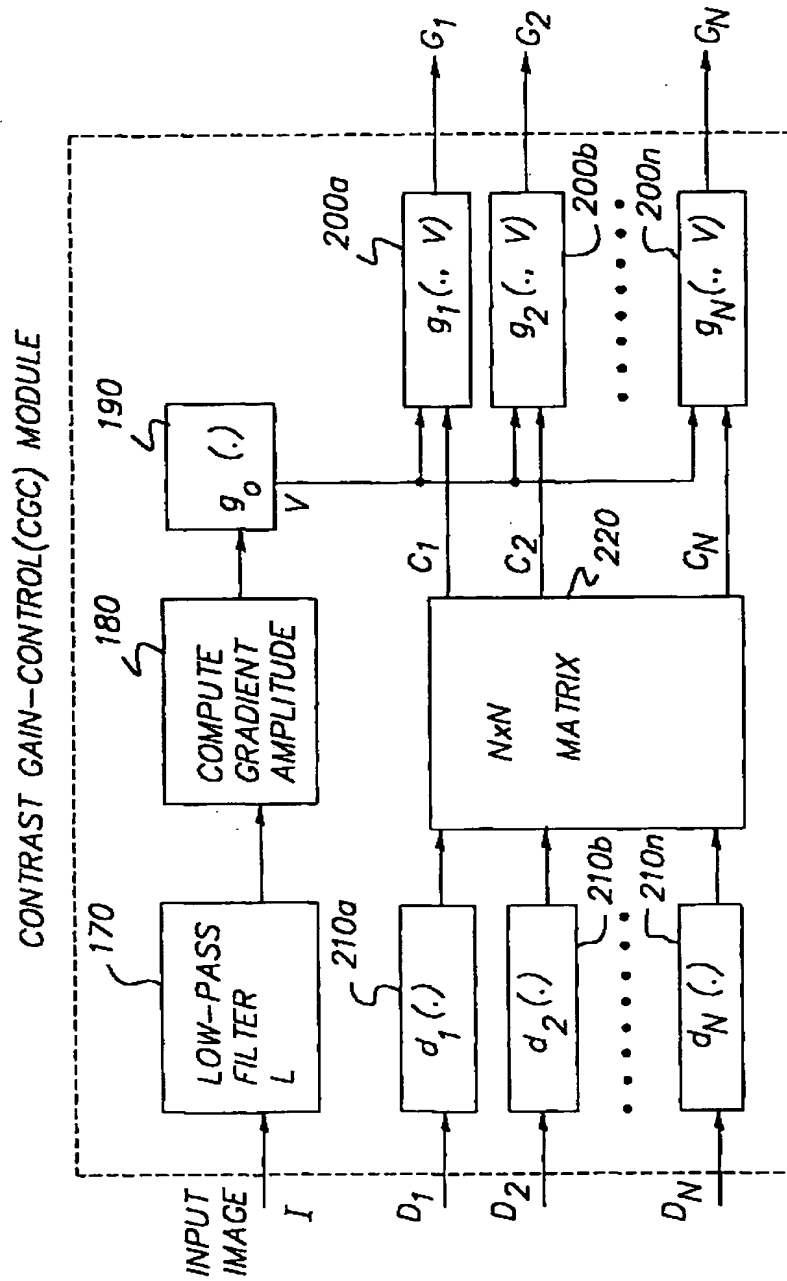 CONTRAST GAIN-CONTROL(CGC) MODULE
INPUT
IMAGE
I
170
LOW-PASS
FILTER
L
180
COMPUTE
GRADIENT
AMPLITUDE
190
g0 (.)
V
D1
210a
d1(.)
D2
210b
d2(.)
DN
210n
dN(.)
NxN
MATRIX
220
C1
C2
CN
200a
g1(., V)
G1
200b
g2(., V)
G2
200n
gN(., V)
GN